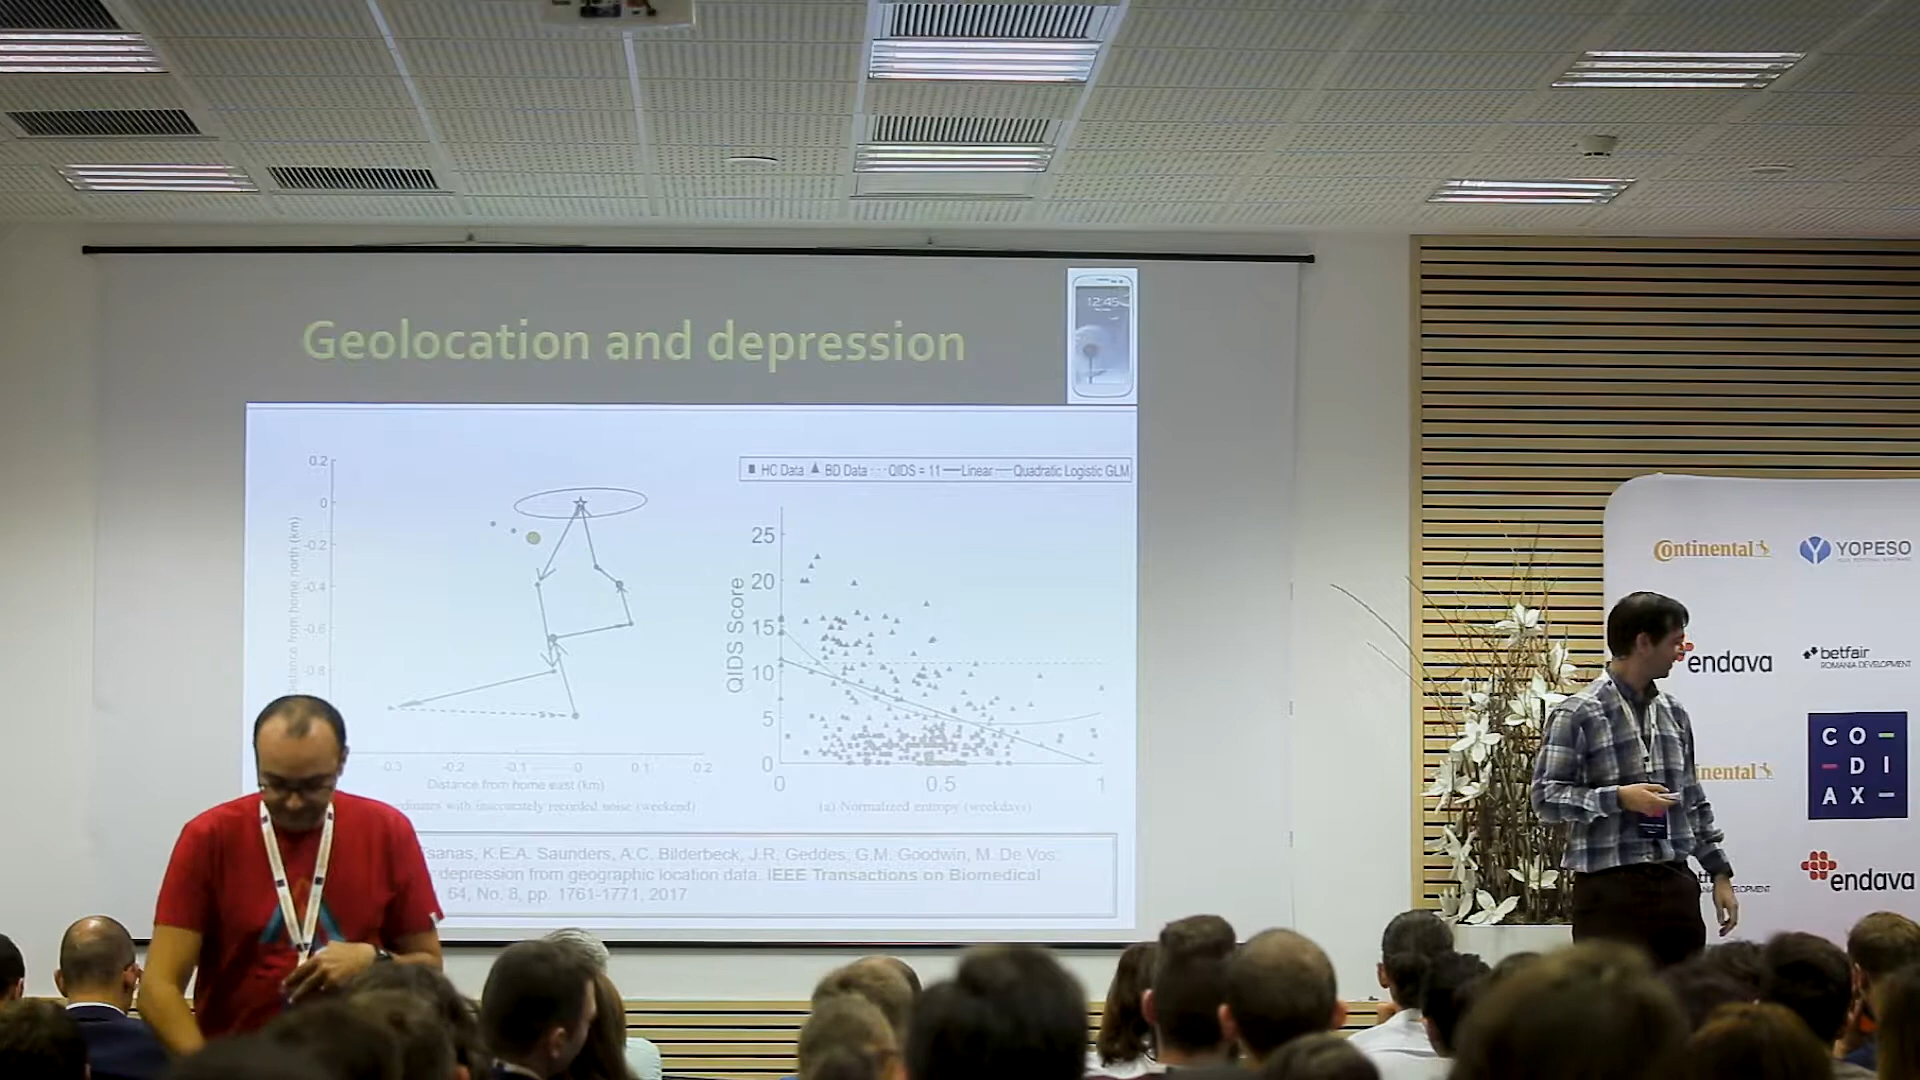 Geolocation and depression
12:45
HC Data BD Data QIDS = 11 Linear Quadratic Logistic GLM
0.2
0
-0.2
-0.4
-0.6
-0.8
distance from home north (km)
-0.3 -0.2 -0.1 0 0.1 0.2
Distance from home east (km)
inaccurately recorded noise (weekend)
QIDS Score
25
20
15
10
5
0
0 0.5 1
(a) Normalized entropy (weekdays)
K.E.A. Saunders, A.C. Bilderbeck, J.R. Geddes, G.M. Goodwin, M. De Vos:
depression from geographic location data. IEEE Transactions on Biomedical
64, No. 8, pp. 1761-1771, 2017
Continental
YOPESO
endava
betfair
ROMANIA DEVELOPMENT
CO
DI
AX
endava